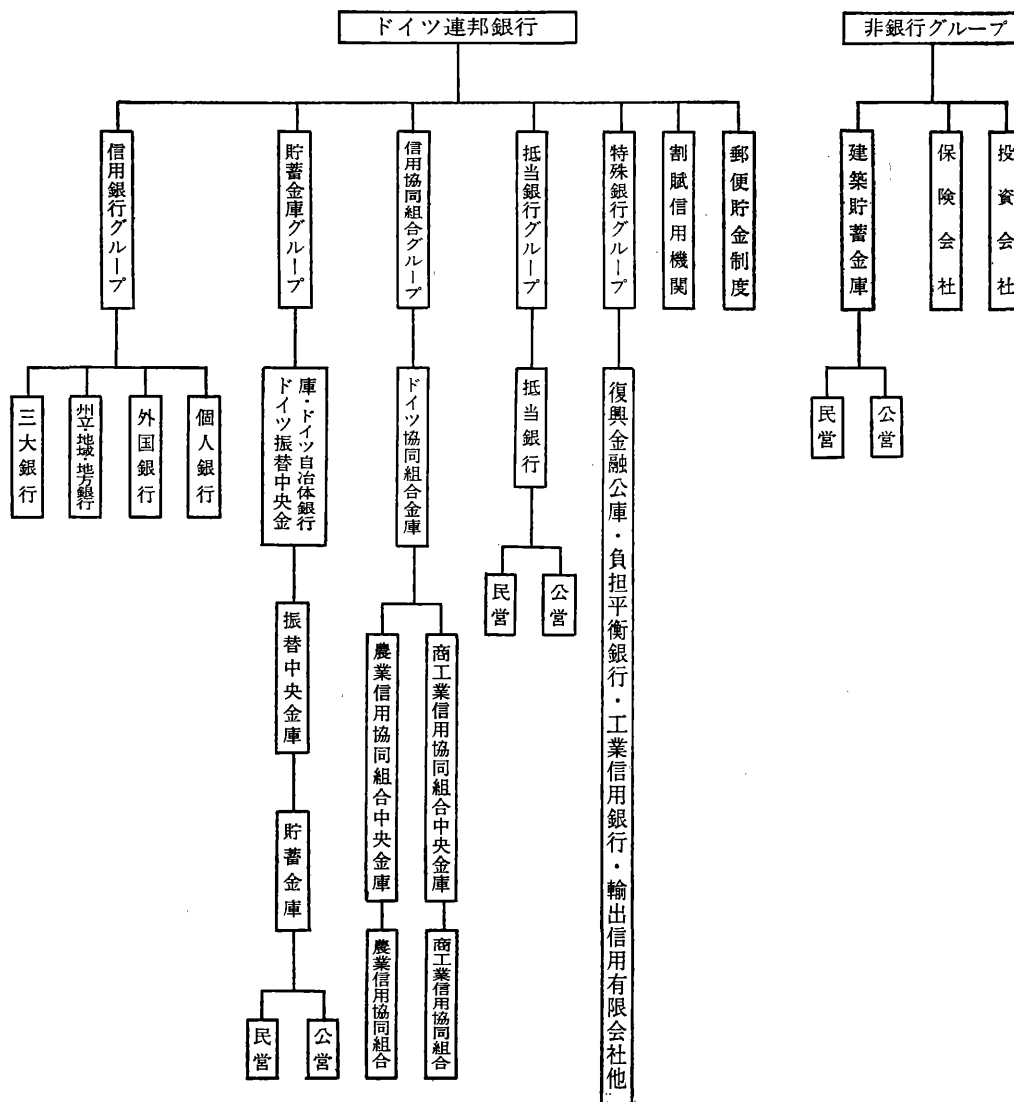 ドイツ連邦銀行
非銀行グループ
信用銀行グループ
貯蓄金庫グループ
信用協同組合グループ
抵当銀行グループ
特殊銀行グループ
割賦信用機関
郵便貯金制度
建築貯蓄金庫
保険会社
投資会社
三大銀行
州立・地域・地方銀行
外国銀行
個人銀行
ドイツ振替中央金
庫・ドイツ自治体銀行
ドイツ協同組合金庫
抵当銀行
復興金融公庫・負担平衡銀行・工業信用銀行・輸出信用有限会社他
民営
公営
民営
公営
振替中央金庫
農業信用協同組合中央金庫
商工業信用協同組合中央金庫
貯蓄金庫
農業信用協同組合
商工業信用協同組合
民営
公営